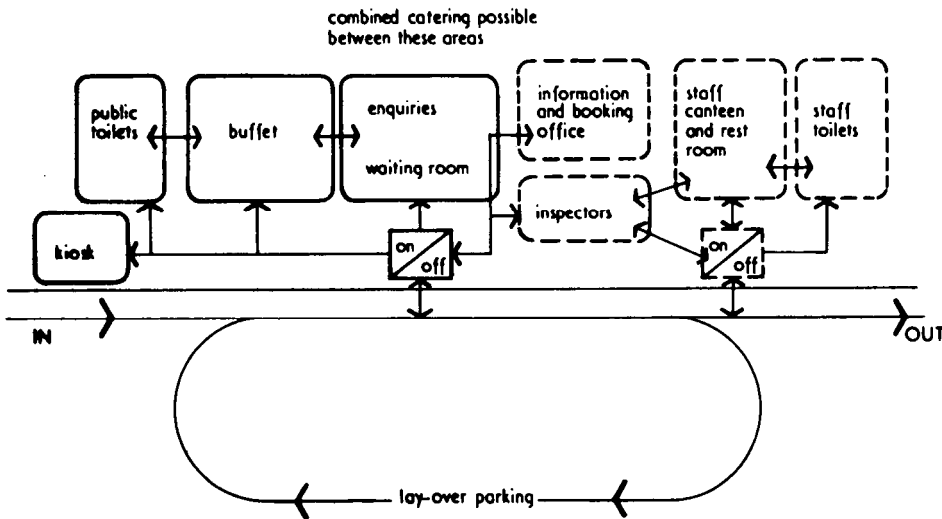 combined catering possible
between these areas
public
toilets
buffet
enquiries
waiting room
information
and booking
office
inspectors
staff
canteen
and rest
room
staff
toilets
kiosk
on
off
on
off
IN
OUT
lay-over parking